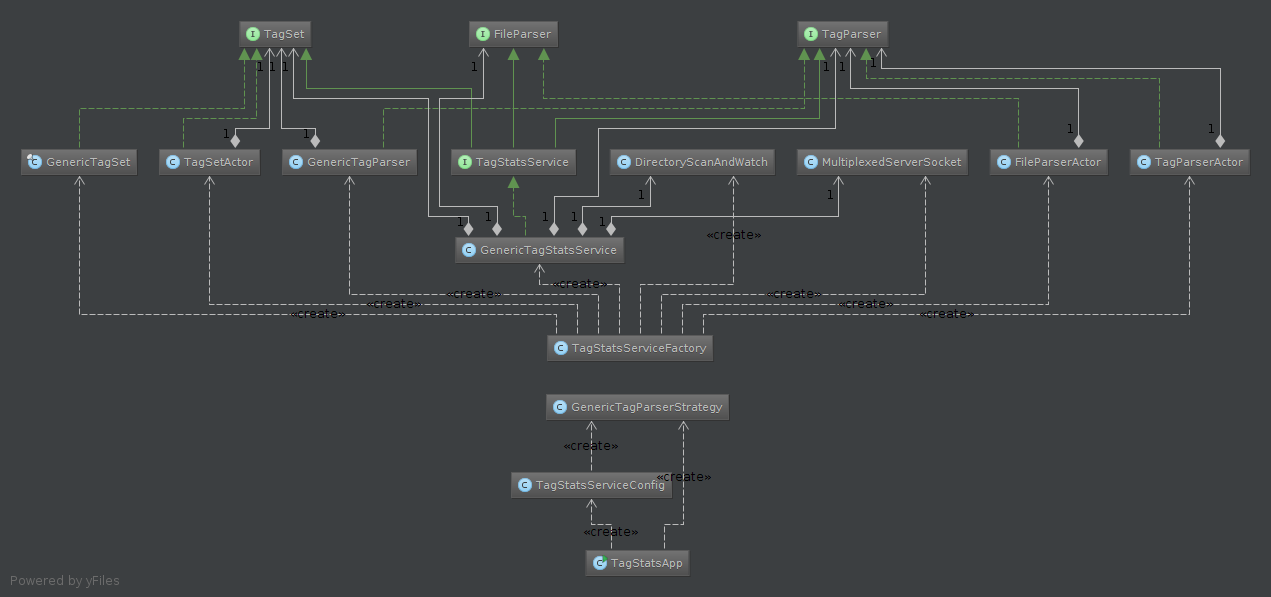 I TagSet
I FileParser
I TagParser
1 1 1
1
1 1 1
1 1
1 1
C GenericTagSet
C TagSetActor
C GenericTagParser
I TagStatsService
C DirectoryScanAndWatch
C MultiplexedServerSocket
C FileParserActor
C TagParserActor
1 1
1 1 1 1 1
«create»
C GenericTagStatsService
«create»
«create»
«create»
«create»
«create»
«create»
«create»
C TagStatsServiceFactory
C GenericTagParserStrategy
«create»
«create»
C TagStatsServiceConfig
«create»
C TagStatsApp
Powered by yFiles